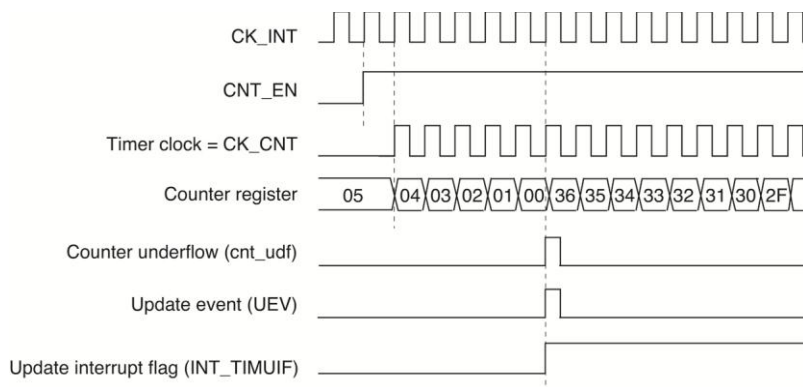 CK_INT
CNT_EN
Timer clock = CK_CNT
Counter register 05 04 03 02 01 00 36 35 34 33 32 31 30 2F
Counter underflow (cnt_udf)
Update event (UEV)
Update interrupt flag (INT_TIMUIF)